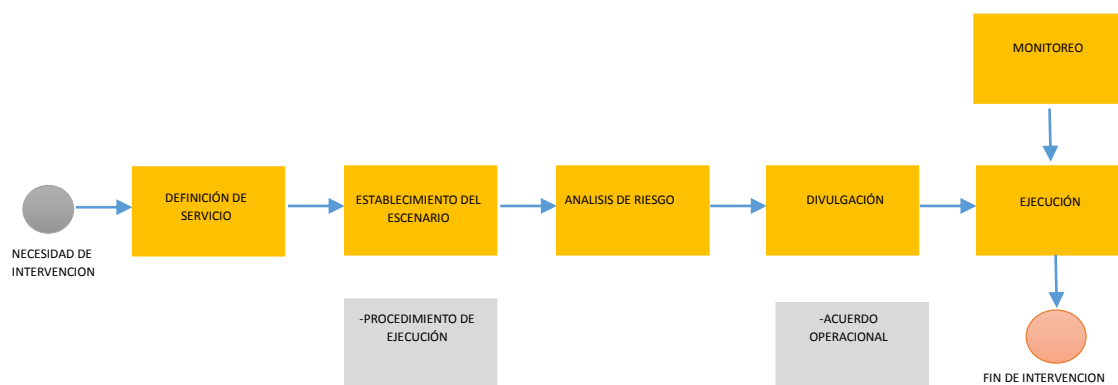 MONITOREO
DEFINICIÓN DE
SERVICIO
ESTABLECIMIENTO DEL
ESCENARIO
ANALISIS DE RIESGO
DIVULGACIÓN
EJECUCIÓN
NECESIDAD DE
INTERVENCION
-PROCEDIMIENTO DE
EJECUCIÓN
-ACUERDO
OPERACIONAL
FIN DE INTERVENCION